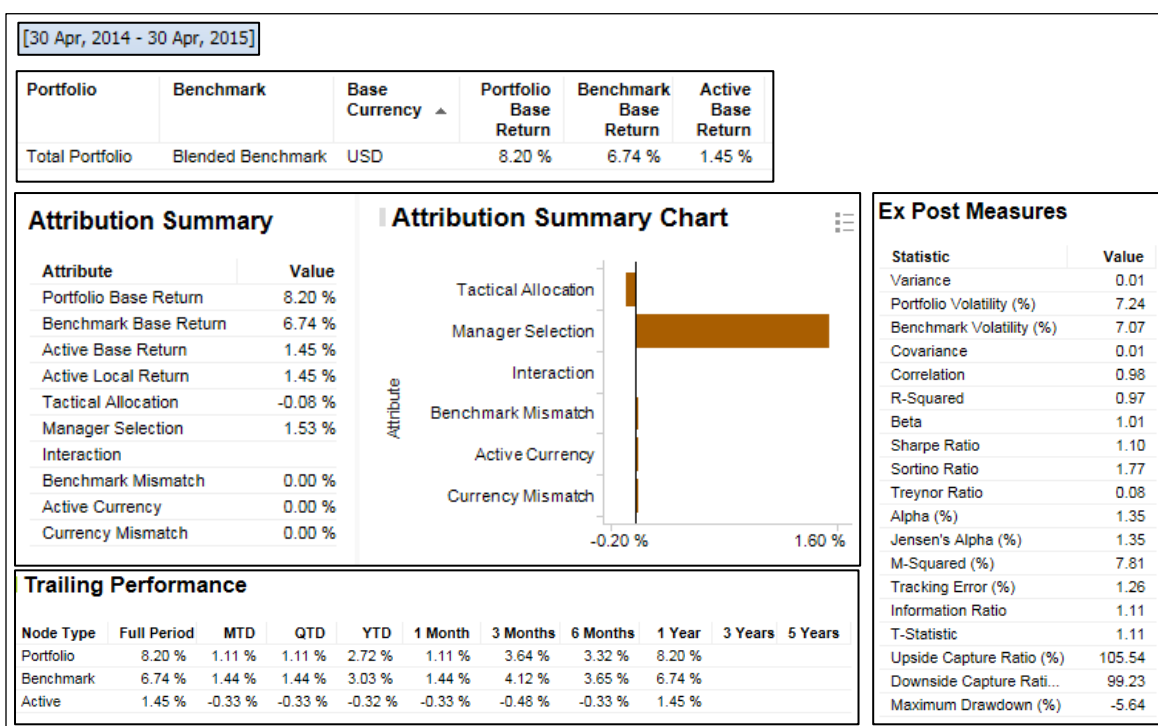 [30 Apr, 2014 - 30 Apr, 2015]
Portfolio Benchmark Base Currency Portfolio Base Return Benchmark Base Return Active Base Return
Total Portfolio Blended Benchmark USD 8.20 % 6.74 % 1.45 %
Attribution Summary
Attribute Value
Portfolio Base Return 8.20 %
Benchmark Base Return 6.74 %
Active Base Return 1.45 %
Active Local Return 1.45 %
Tactical Allocation -0.08 %
Manager Selection 1.53 %
Interaction
Benchmark Mismatch 0.00 %
Active Currency 0.00 %
Currency Mismatch 0.00 %
Attribution Summary Chart
Attribute
Tactical Allocation
Manager Selection
Interaction
Benchmark Mismatch
Active Currency
Currency Mismatch
-0.20 % 1.60 %
Ex Post Measures
Statistic Value
Variance 0.01
Portfolio Volatility (%) 7.24
Benchmark Volatility (%) 7.07
Covariance 0.01
Correlation 0.98
R-Squared 0.97
Beta 1.01
Sharpe Ratio 1.10
Sortino Ratio 1.77
Treynor Ratio 0.08
Alpha (%) 1.35
Jensen's Alpha (%) 1.35
M-Squared (%) 7.81
Tracking Error (%) 1.26
Information Ratio 1.11
T-Statistic 1.11
Upside Capture Ratio (%) 105.54
Downside Capture Rati... 99.23
Maximum Drawdown (%) -5.64
Trailing Performance
Node Type Full Period MTD QTD YTD 1 Month 3 Months 6 Months 1 Year 3 Years 5 Years
Portfolio 8.20 % 1.11 % 1.11 % 2.72 % 1.11 % 3.64 % 3.32 % 8.20 %
Benchmark 6.74 % 1.44 % 1.44 % 3.03 % 1.44 % 4.12 % 3.65 % 6.74 %
Active 1.45 % -0.33 % -0.33 % -0.32 % -0.33 % -0.48 % -0.33 % 1.45 %